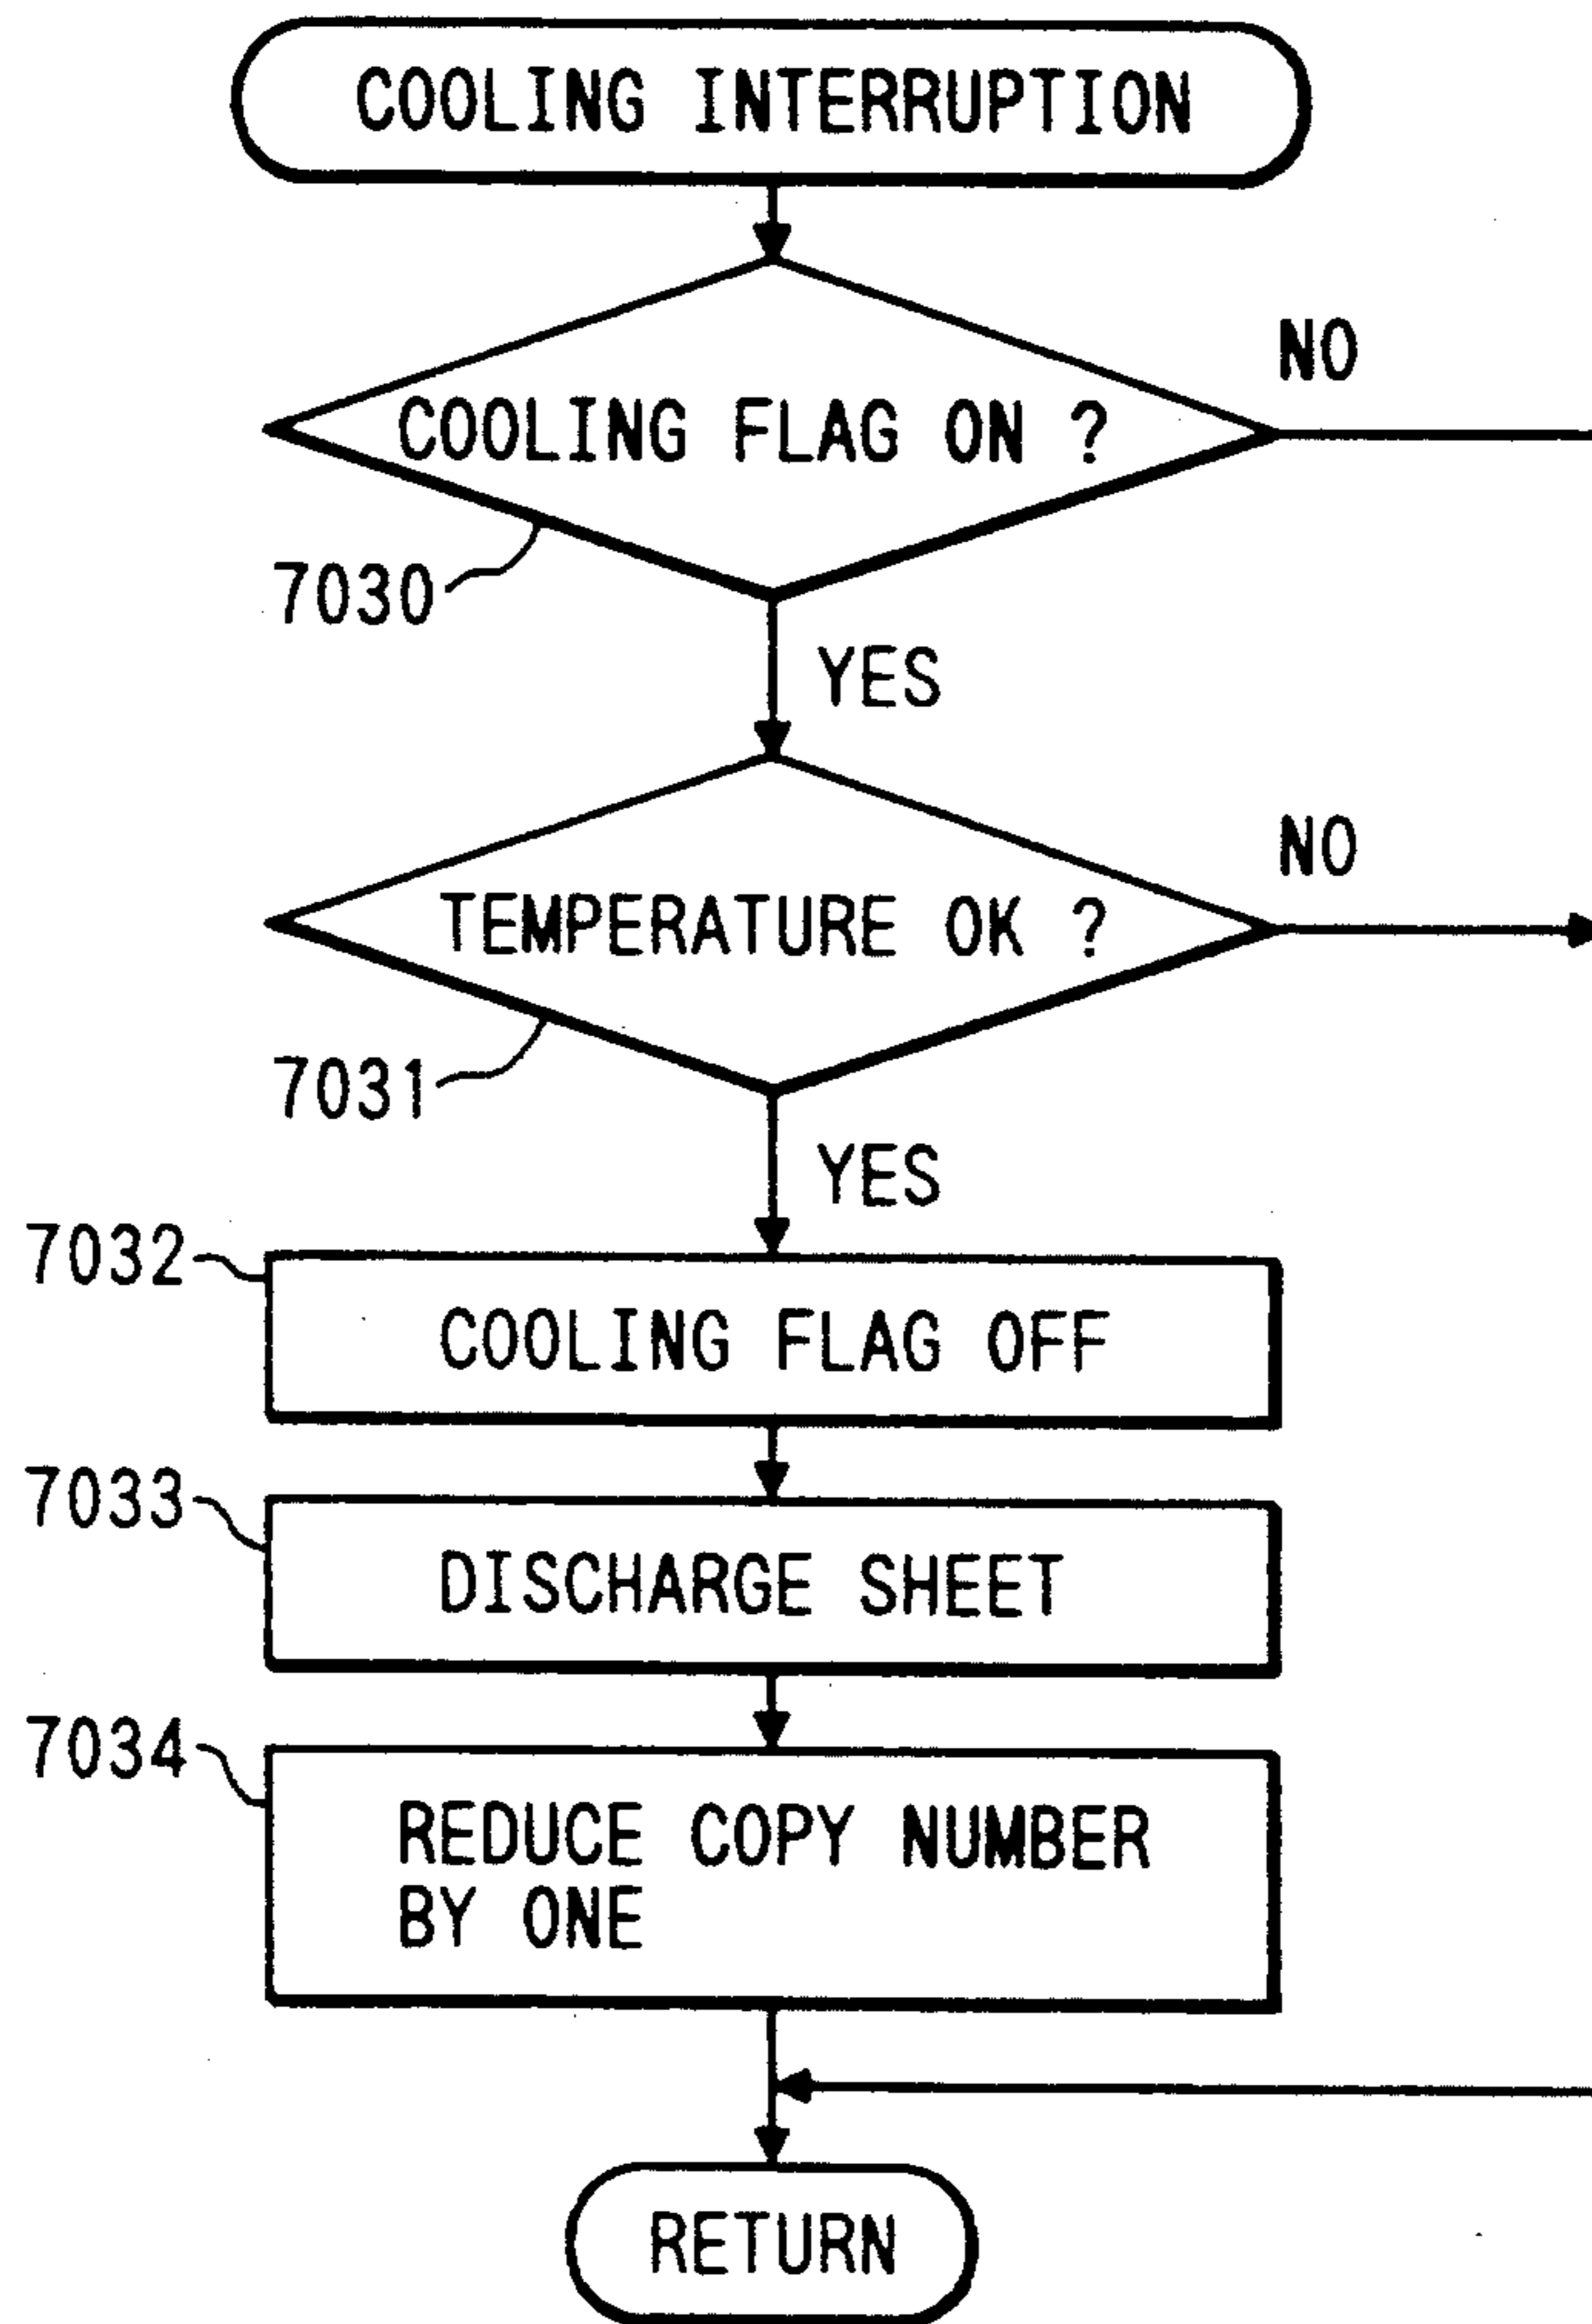 COOLING INTERRUPTION
COOLING FLAG ON ?
NO
7030
YES
TEMPERATURE OK ?
NO
7031
YES
7032
COOLING FLAG OFF
7033
DISCHARGE SHEET
7034
REDUCE COPY NUMBER
BY ONE
RETURN